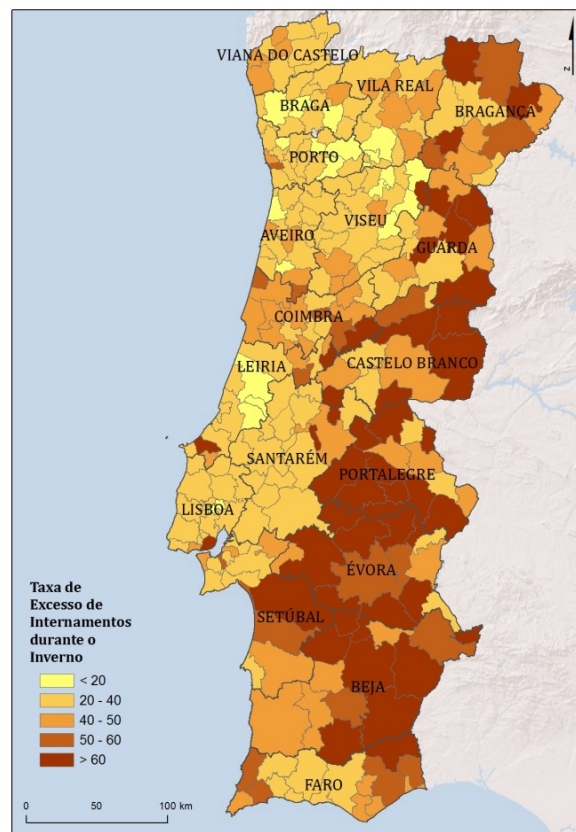 VIANA DO CASTELO
VILA REAL
BRAGA
BRAGANÇA
PORTO
VISEU
AVEIRO
GUARDA
COIMBRA
LEIRIA
CASTELO BRANCO
SANTARÉM
PORTALEGRE
LISBOA
ÉVORA
SETÚBAL
BEJA
FARO
Taxa de
Excesso de
Internamentos
durante o
Inverno
< 20
20 - 40
40 - 50
50 - 60
> 60
0 50 100 km
z